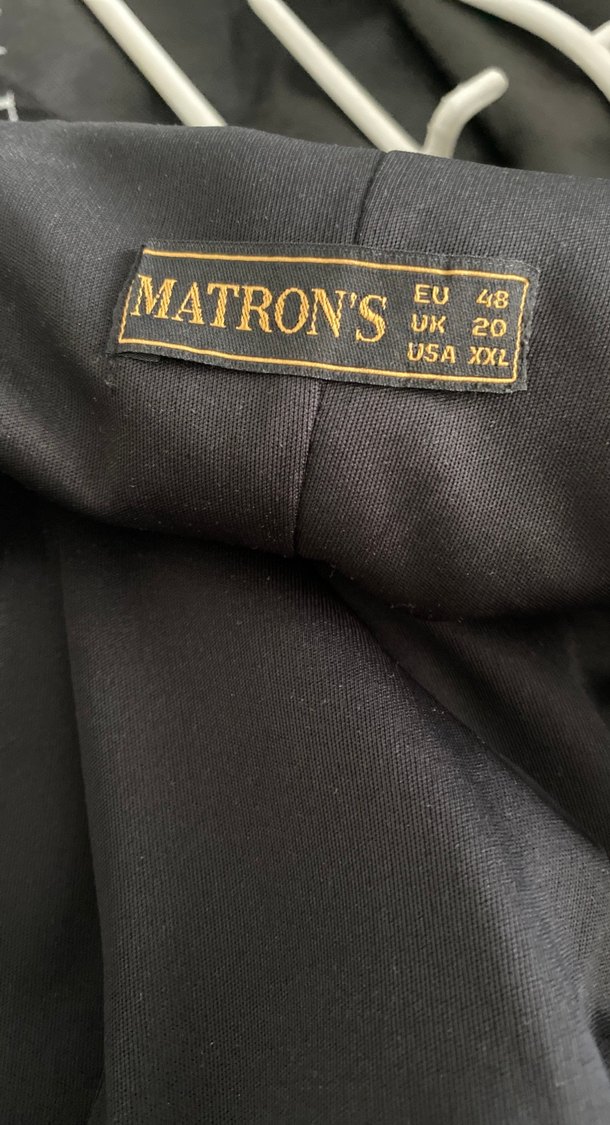 MATRON'S
EU 48
UK 20
USA XXL